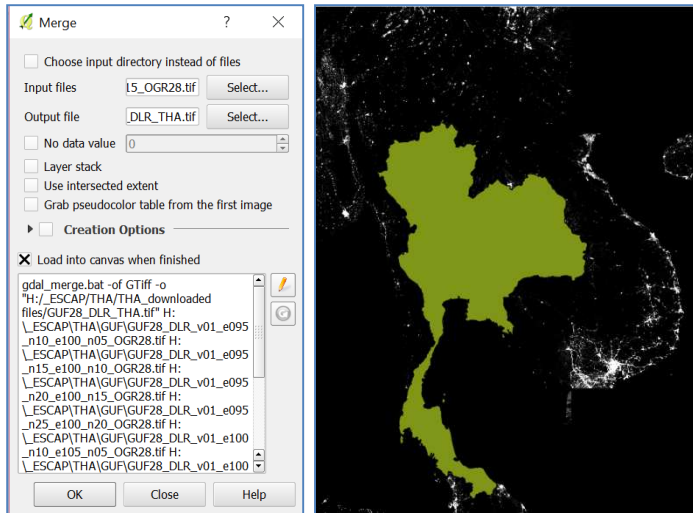 Merge ?
Choose input directory instead of files
Input files l5_OGR28.tif Select...
Output file _DLR_THA.tif Select...
No data value 0
Layer stack
Use intersected extent
Grab pseudocolor table from the first image
Creation Options
Load into canvas when finished
gdal_merge.bat -of GTiff -o
"H:/_ESCAP/THA/THA_downloaded
files/GUF28_DLR_THA.tif" H:
\_ESCAP\THA\GUF\GUF28_DLR_v01_e095
_n10_e100_n05_OGR28.tif H:
\_ESCAP\THA\GUF\GUF28_DLR_v01_e095
_n15_e100_n10_OGR28.tif H:
\_ESCAP\THA\GUF\GUF28_DLR_v01_e095
_n20_e100_n15_OGR28.tif H:
\_ESCAP\THA\GUF\GUF28_DLR_v01_e095
_n25_e100_n20_OGR28.tif H:
\_ESCAP\THA\GUF\GUF28_DLR_v01_e100
_n10_e105_n05_OGR28.tif H:
\_ESCAP\THA\GUF\GUF28_DLR_v01_e100
OK Close Help